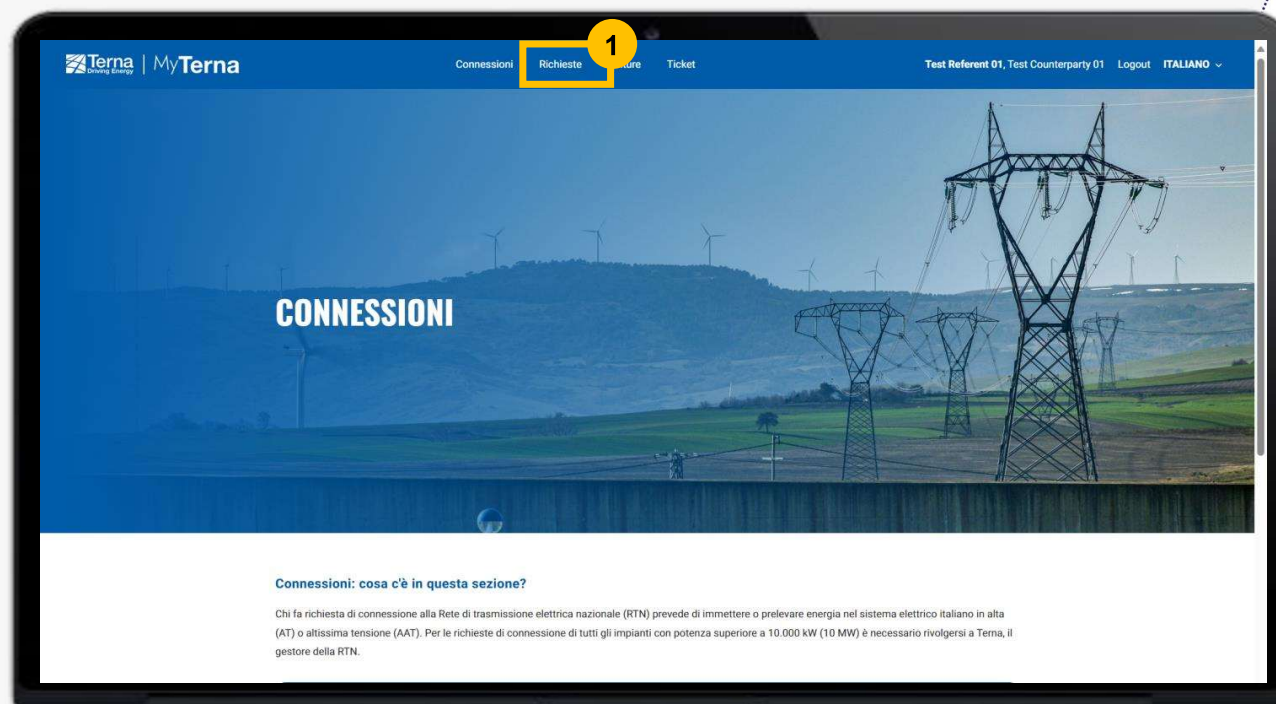 Terna
Driving Energy
MyTerna
Connessioni
Richieste
1
Ticket
Test Referent 01, Test Counterparty 01
Logout
ITALIANO
CONNESSIONI
Connessioni: cosa c'è in questa sezione?
Chi fa richiesta di connessione alla Rete di trasmissione elettrica nazionale (RTN) prevede di immettere o prelevare energia nel sistema elettrico italiano in alta
(AT) o altissima tensione (AAT). Per le richieste di connessione di tutti gli impianti con potenza superiore a 10.000 kW (10 MW) è necessario rivolgersi a Terna, il
gestore della RTN.